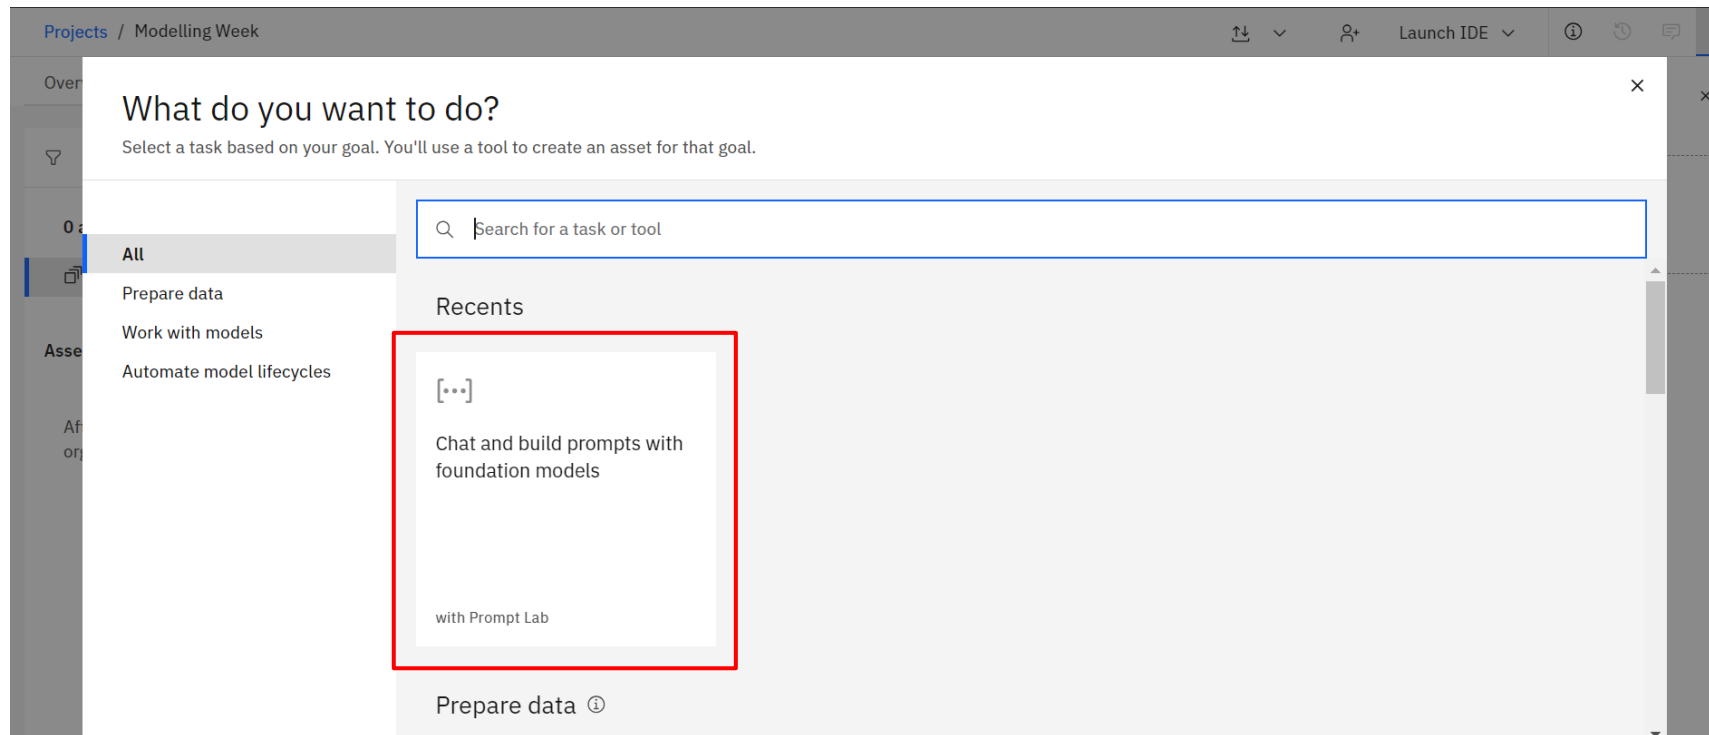 Projects / Modelling Week
Launch IDE
What do you want to do?
Select a task based on your goal. You'll use a tool to create an asset for that goal.
All
Prepare data
Work with models
Automate model lifecycles
Search for a task or tool
Recents
Chat and build prompts with
foundation models
with Prompt Lab
Prepare data